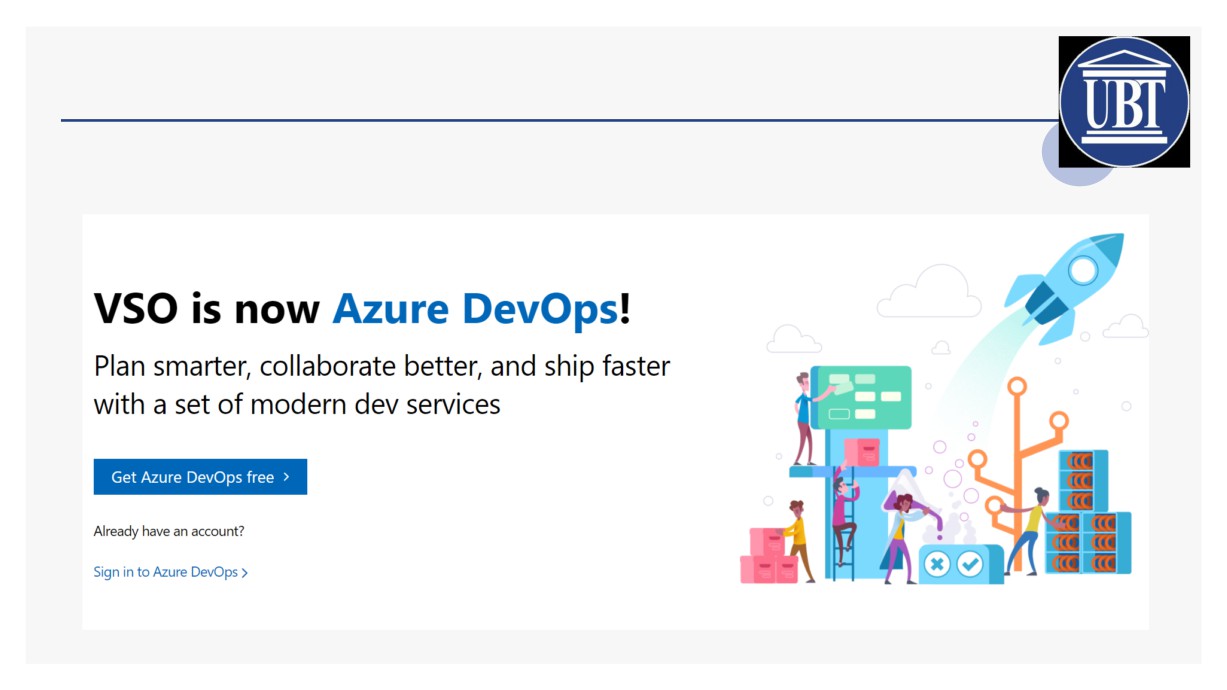 UBT
VSO is now Azure DevOps!
Plan smarter, collaborate better, and ship faster
with a set of modern dev services
Get Azure DevOps free >
Already have an account?
Sign in to Azure DevOps >